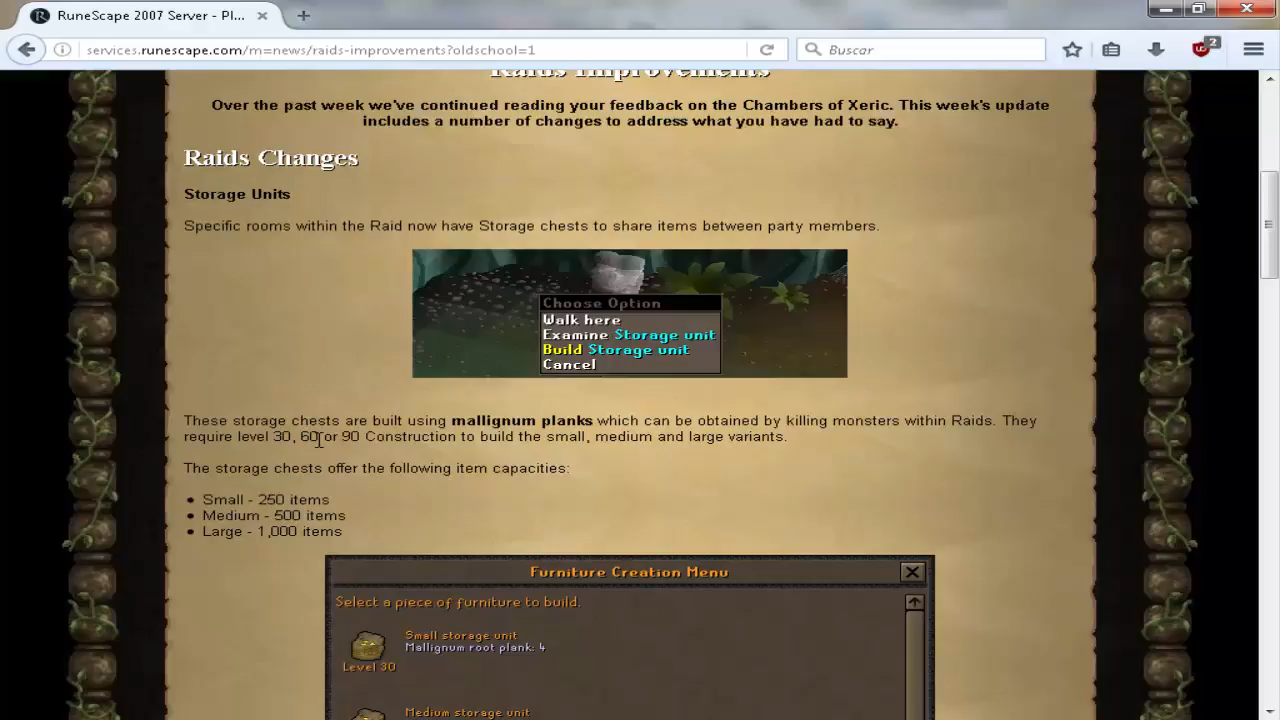 RuneScape 2007 Server - Pl...
services.runescape.com/m=news/raids-improvements?oldschool=1
Buscar
2
Raids Improvements
Over the past week we've continued reading your feedback on the Chambers of Xeric. This week's update
includes a number of changes to address what you have had to say.
Raids Changes
Storage Units
Specific rooms within the Raid now have Storage chests to share items between party members.
Choose Option
Walk here
Examine Storage unit
Build Storage unit
Cancel
These storage chests are built using mallignum planks which can be obtained by killing monsters within Raids. They
require level 30, 60 or 90 Construction to build the small, medium and large variants.
The storage chests offer the following item capacities:
• Small - 250 items
• Medium - 500 items
• Large - 1,000 items
Furniture Creation Menu
Select a piece of furniture to build.
Small storage unit
Mallignum root plank: 4
Level 30
Medium storage unit